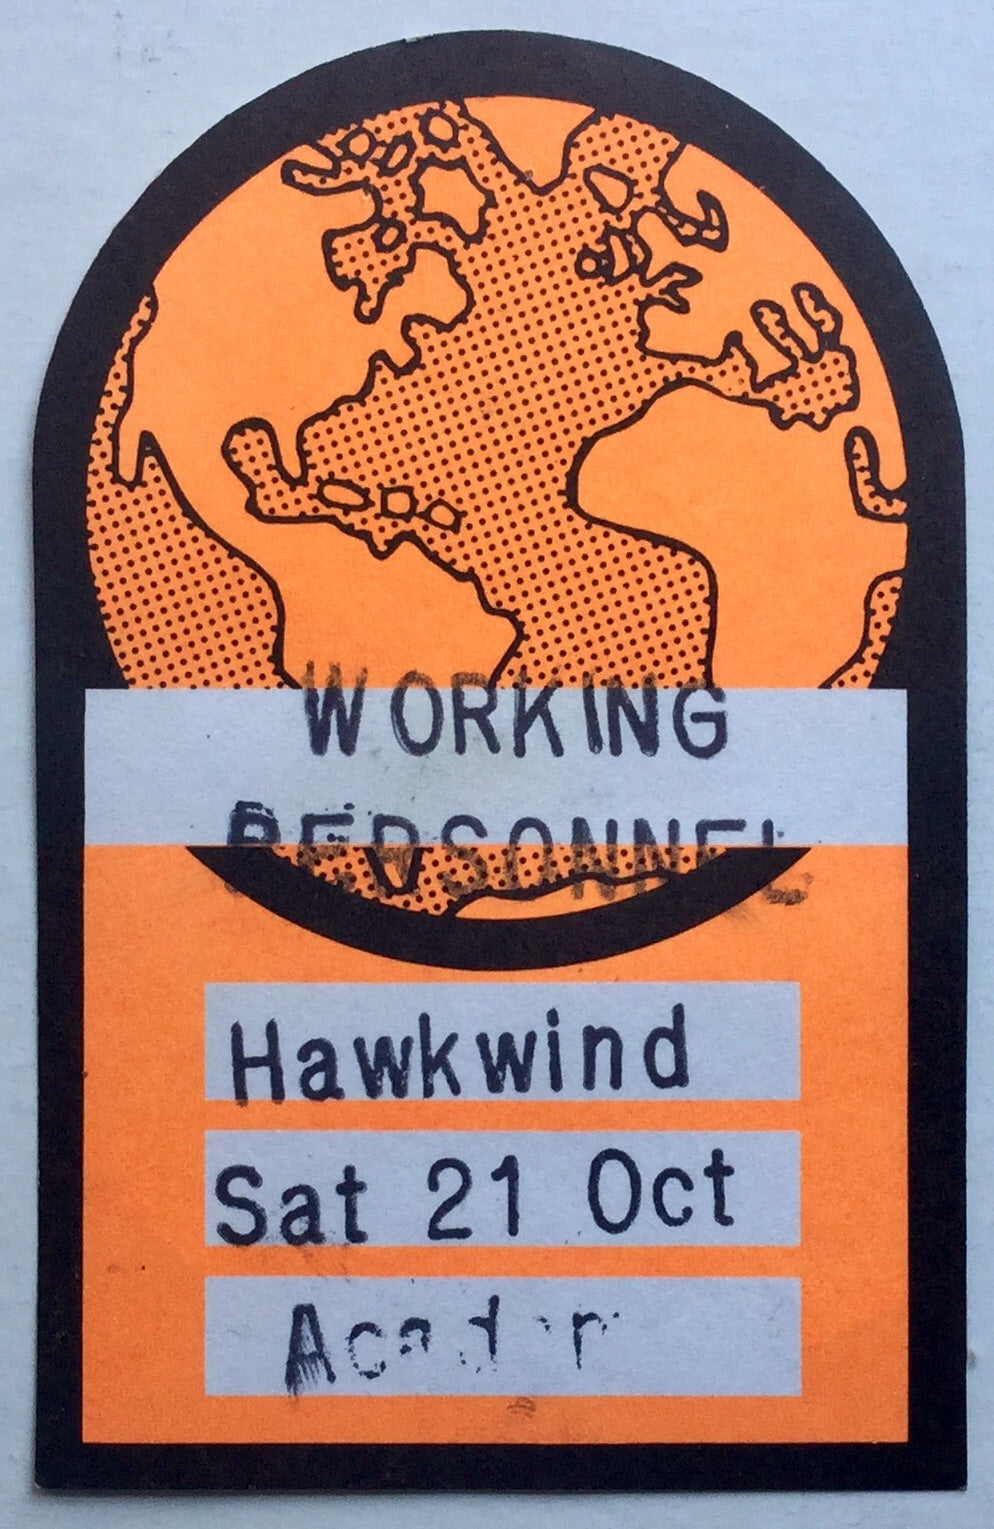 WORKING
PERSONNEL
Hawkwind
Sat 21 Oct